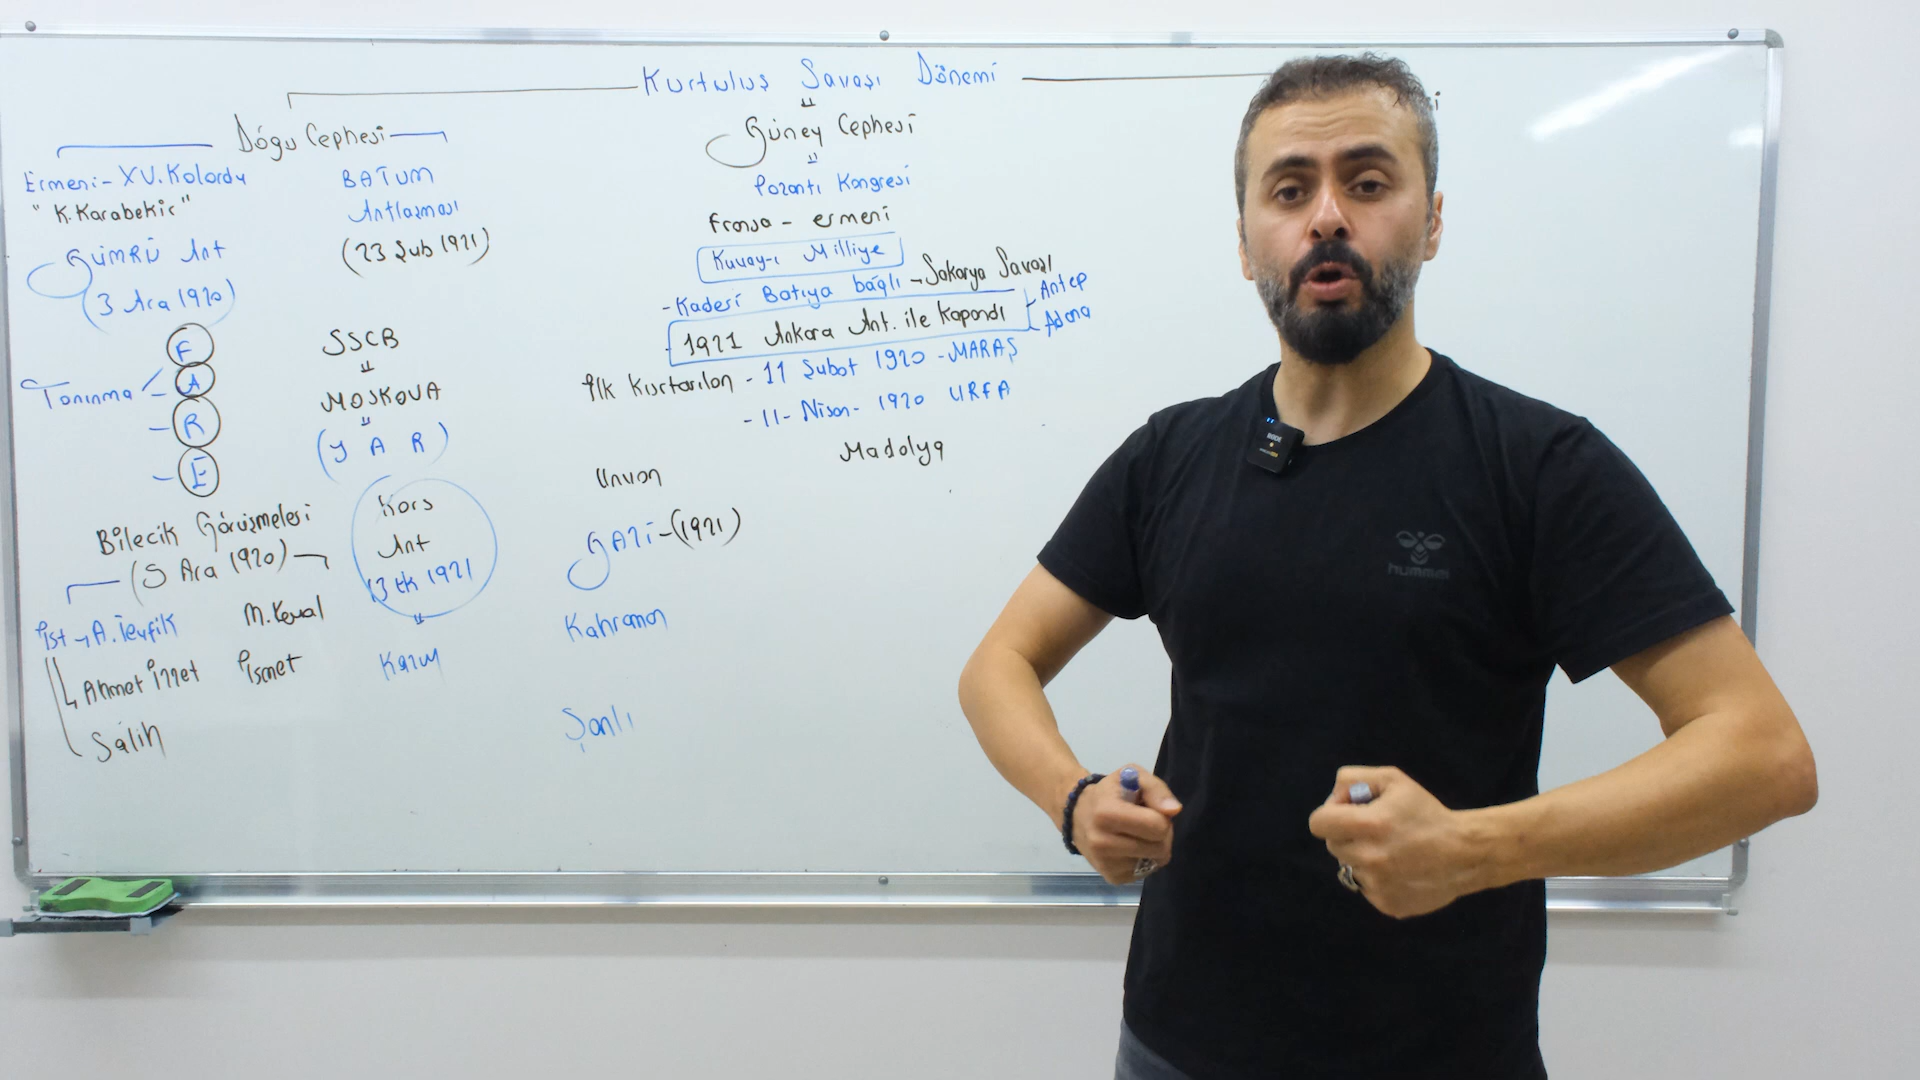 Kurtuluş Savaşı Dönemi
Doğu Cephesi
Ermeni - XV. Kolordu
"K. Karabekir"
GÜMRÜ Ant
(3 Ara 1920)
Tanınma
F
A
R
E
Bilecik Görüşmeleri
(5 Ara 1920)
İst → A. Tevfik
Ahmet İzzet
Salih
M. Kemal
İsmet
BATUM
Antlaşması
(23 Şub 1921)
SSCB
MOSKOVA
(Y A R)
Kars
Ant
13 Ek 1921
Kazım
Güney Cephesi
Pozantı Kongresi
Fransa - ermeni
Kuvay-ı Milliye
- Kaderi Batıya bağlı → Sakarya Savaşı
- 1921 Ankara Ant. ile Kapandı
Antep
Adana
İlk Kurtarılan - 11 Şubat 1920 - MARAŞ
- 11 - Nisan - 1920 URFA
Madalya
Unvan
GAZİ - (1921)
Kahraman
Şanlı
RODE
hummel